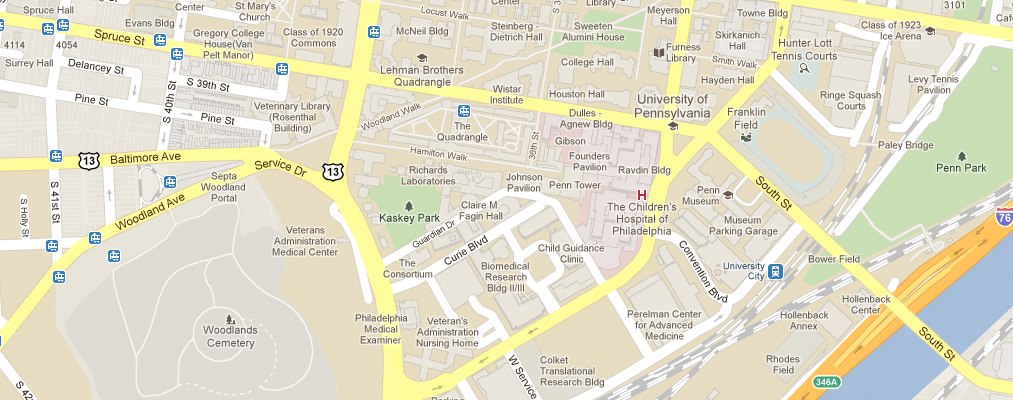 Spruce Hall
Evans Bldg
St.Mary's
Church
Locust Walk
McNeil Bldg
Steinberg
Dietrich Hall
Library
Sweeten
Alumni House
Meyerson
Hall
Skirkanich
Hall
Class of 1923
Ice Arena
3101
4114
4054
Spruce St
Gregory College
House(Van
Pelt Manor)
Class of 1920
Commons
Lehman Brothers
Quadrangle
College Hall
Furness
Library
Smith Walk
Hayden Hall
Hunter Lott
Tennis Courts
Levy Tennis
Pavilion
Surrey Hall
Delancey St
S 39th St
Pine St
Pine St
S 40th St
Veterinary Library
(Rosenthal
Building)
Woodland Walk
Wistar
Institute
Houston Hall
University of
Pennsylvania
Ringe Squash
Courts
Franklin
Field
The
Quadrangle
Hamilton Walk
36th St
Dulles -
Agnew Bldg
Gibson
Founders
Pavilion
Ravdin Bldg
Paley Bridge
Penn Park
13
Baltimore Ave
Service Dr
13
Septa
Woodland
Portal
Woodland Ave
S 41st St
S Holly St
Richards
Laboratories
Johnson
Pavilion
Penn Tower
H
The Children's
Hospital of
Philadelphia
Penn
Museum
South St
76
Kaskey Park
Claire M.
Fagin Hall
Guardian Dr
Curie Blvd
Museum
Parking Garage
Veterans
Administration
Medical Center
The
Consortium
Biomedical
Research
Bldg II/III
Child Guidance
Clinic
Convention Blvd
University
City
Bower Field
Hollenback
Center
Hollenback
Annex
Woodlands
Cemetery
Philadelphia
Medical
Examiner
Veteran's
Administration
Nursing Home
Perelman Center
for Advanced
Medicine
South St
Rhodes
Field
346A
W Service
Colket
Translational
Research Bldg
S 42
Parking